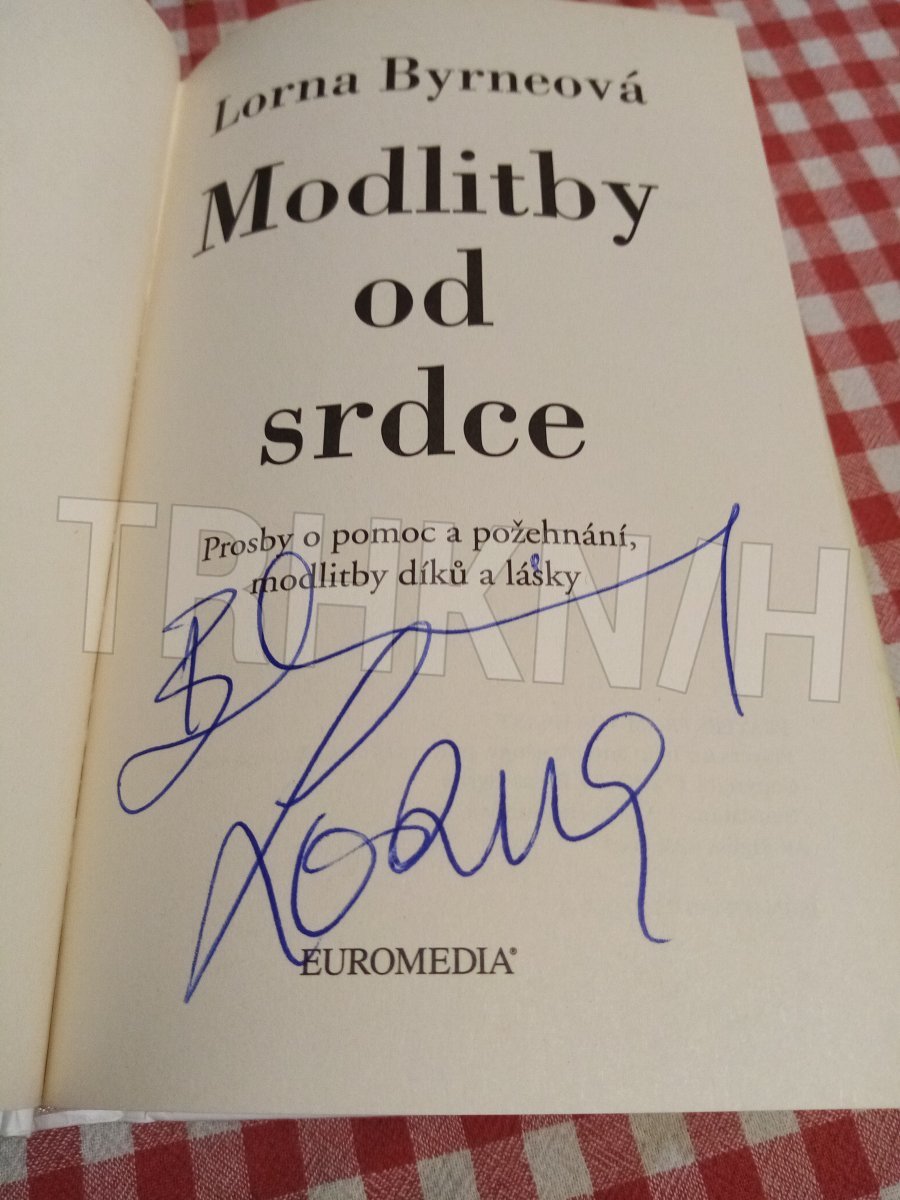 Lorna Byrneová
Modlitby
od
srdce
Prosby o pomoc a požehnání,
modlitby díků a lásky
TRHKNIH
Lorna
EUROMEDIA®